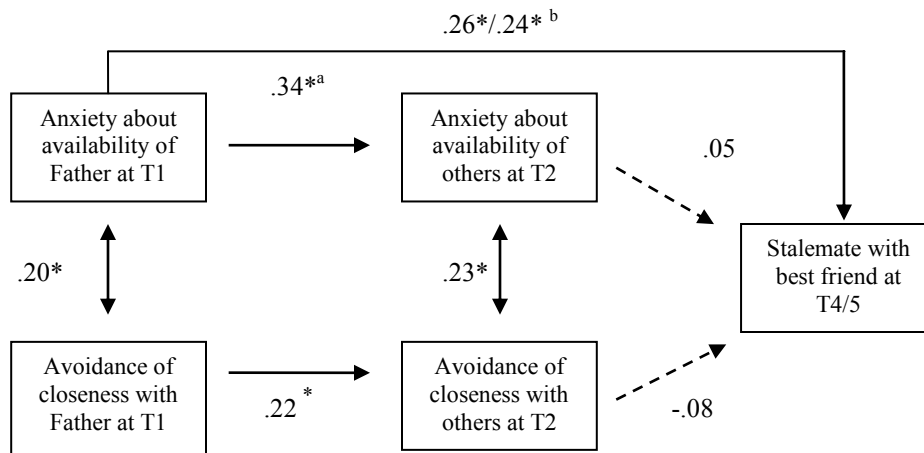 .26*/.24* b
.34*a
Anxiety about
availability of
Father at T1
Anxiety about
availability of
others at T2
.05
Stalemate with
best friend at
T4/5
.20*
.23*
Avoidance of
closeness with
Father at T1
.22 *
Avoidance of
closeness with
others at T2
-.08